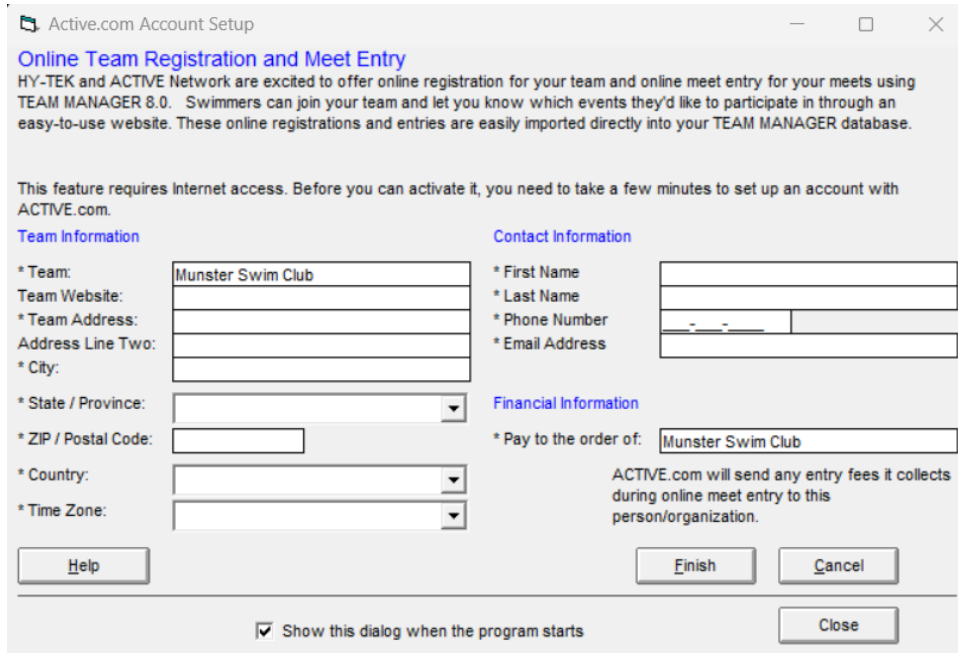 Active.com Account Setup
Online Team Registration and Meet Entry
HY-TEK and ACTIVE Network are excited to offer online registration for your team and online meet entry for your meets using
TEAM MANAGER 8.0.   Swimmers can join your team and let you know which events they'd like to participate in through an
easy-to-use website. These online registrations and entries are easily imported directly into your TEAM MANAGER database.
This feature requires Internet access. Before you can activate it, you need to take a few minutes to set up an account with
ACTIVE.com.
Team Information
* Team: Munster Swim Club
Team Website:
* Team Address:
Address Line Two:
* City:
* State / Province:
* ZIP / Postal Code:
* Country:
* Time Zone:
Contact Information
* First Name
* Last Name
* Phone Number ___-___-____
* Email Address
Financial Information
* Pay to the order of: Munster Swim Club
ACTIVE.com will send any entry fees it collects
during online meet entry to this
person/organization.
Help Finish Cancel
Show this dialog when the program starts Close